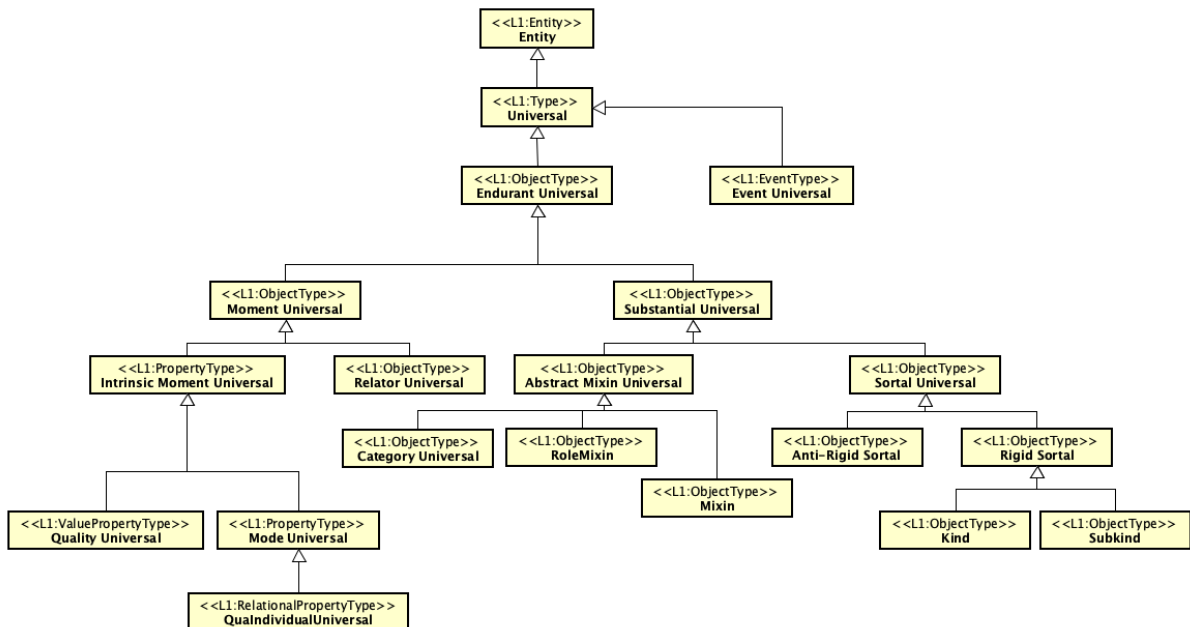 <<L1:Entity>>
Entity
<<L1:Type>>
Universal
<<L1:ObjectType>>
Endurant Universal
<<L1:EventType>>
Event Universal
<<L1:ObjectType>>
Moment Universal
<<L1:ObjectType>>
Substantial Universal
<<L1:PropertyType>>
Intrinsic Moment Universal
<<L1:ObjectType>>
Relator Universal
<<L1:ObjectType>>
Abstract Mixin Universal
<<L1:ObjectType>>
Sortal Universal
<<L1:ObjectType>>
Category Universal
<<L1:ObjectType>>
RoleMixin
<<L1:ObjectType>>
Anti-Rigid Sortal
<<L1:ObjectType>>
Rigid Sortal
<<L1:ObjectType>>
Mixin
<<L1:ValuePropertyType>>
Quality Universal
<<L1:PropertyType>>
Mode Universal
<<L1:ObjectType>>
Kind
<<L1:ObjectType>>
Subkind
<<L1:RelationalPropertyType>>
QuaIndividualUniversal